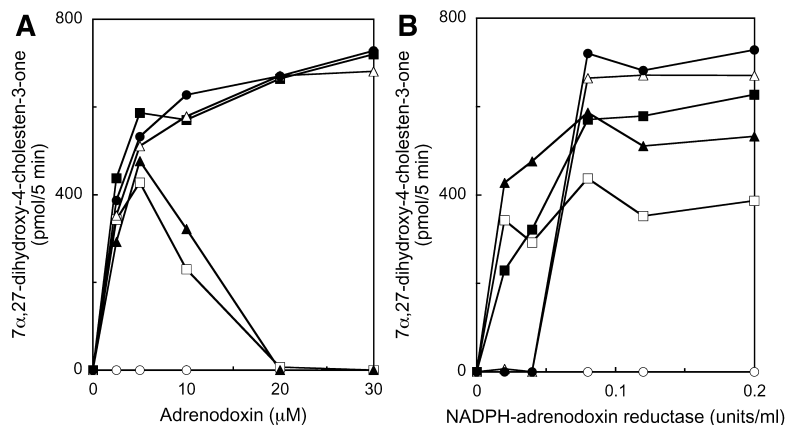 A
7α,27-dihydroxy-4-cholesten-3-one
(pmol/5 min)
800
400
0
0 10 20 30
Adrenodoxin (μM)
B
7α,27-dihydroxy-4-cholesten-3-one
(pmol/5 min)
800
400
0
0 0.1 0.2
NADPH-adrenodoxin reductase (units/ml)